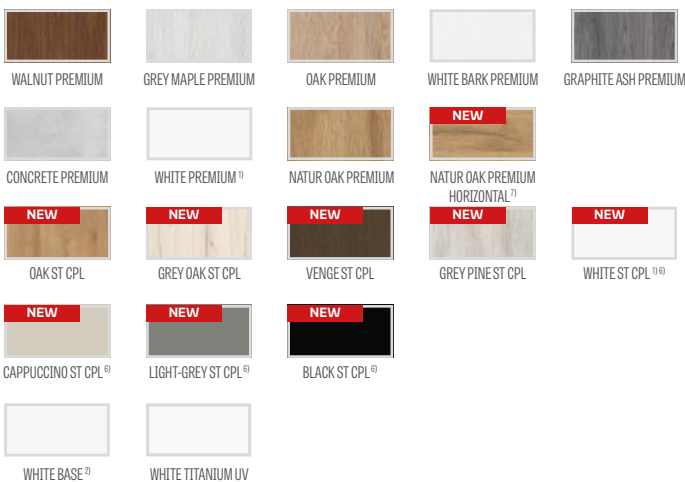 WALNUT PREMIUM
GREY MAPLE PREMIUM
OAK PREMIUM
WHITE BARK PREMIUM
GRAPHITE ASH PREMIUM
NEW
CONCRETE PREMIUM
WHITE PREMIUM 1)
NATUR OAK PREMIUM
NATUR OAK PREMIUM
HORIZONTAL 7)
NEW
NEW
NEW
NEW
NEW
OAK ST CPL
GREY OAK ST CPL
VENGE ST CPL
GREY PINE ST CPL
WHITE ST CPL 1) 6)
NEW
NEW
NEW
CAPPUCCINO ST CPL 6)
LIGHT-GREY ST CPL 6)
BLACK ST CPL 6)
WHITE BASE 2)
WHITE TITANIUM UV